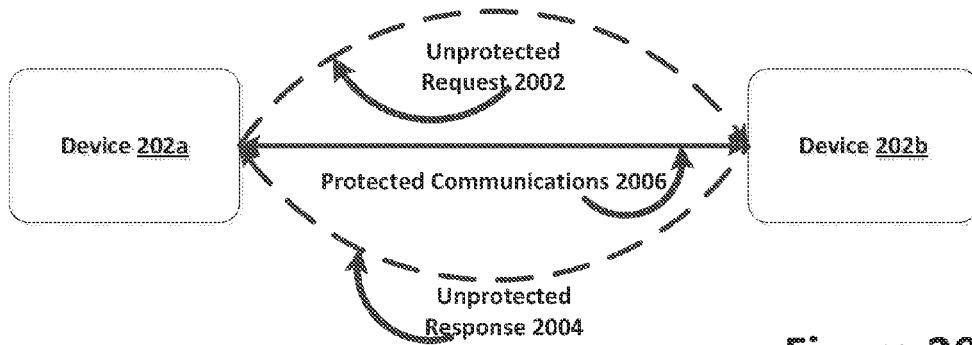 Unprotected
Request 2002
Device 202a
Device 202b
Protected Communications 2006
Unprotected
Response 2004